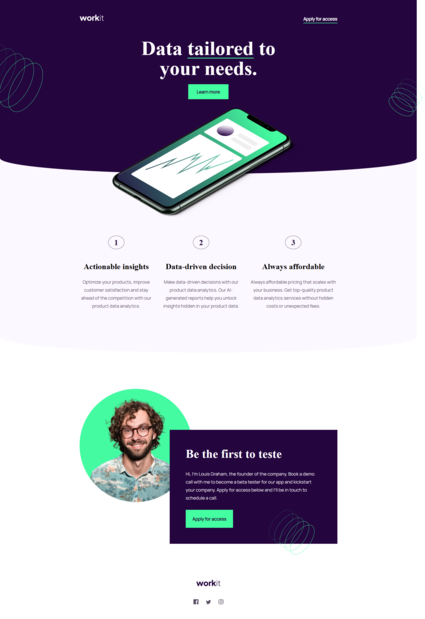 workit
Apply for access
Data tailored to
your needs.
Learn more
1
Actionable insights
Optimize your products, improve
customer satisfaction and stay
ahead of the competition with our
product data analytics.
2
Data-driven decision
Make data-driven decisions with our
product data analytics. Our AI
generated reports help you unlock
insights hidden in your product data.
3
Always affordable
Always affordable pricing that scales with
your business. Get top-quality product
data analytics services without hidden
costs or unexpected fees.
Be the first to teste
Hi, I'm Louis Graham, the founder of the company. Book a demo
call with me to become a beta tester for our app and kickstart
your company. Apply for access below and I'll be in touch to
schedule a call.
Apply for access
workit